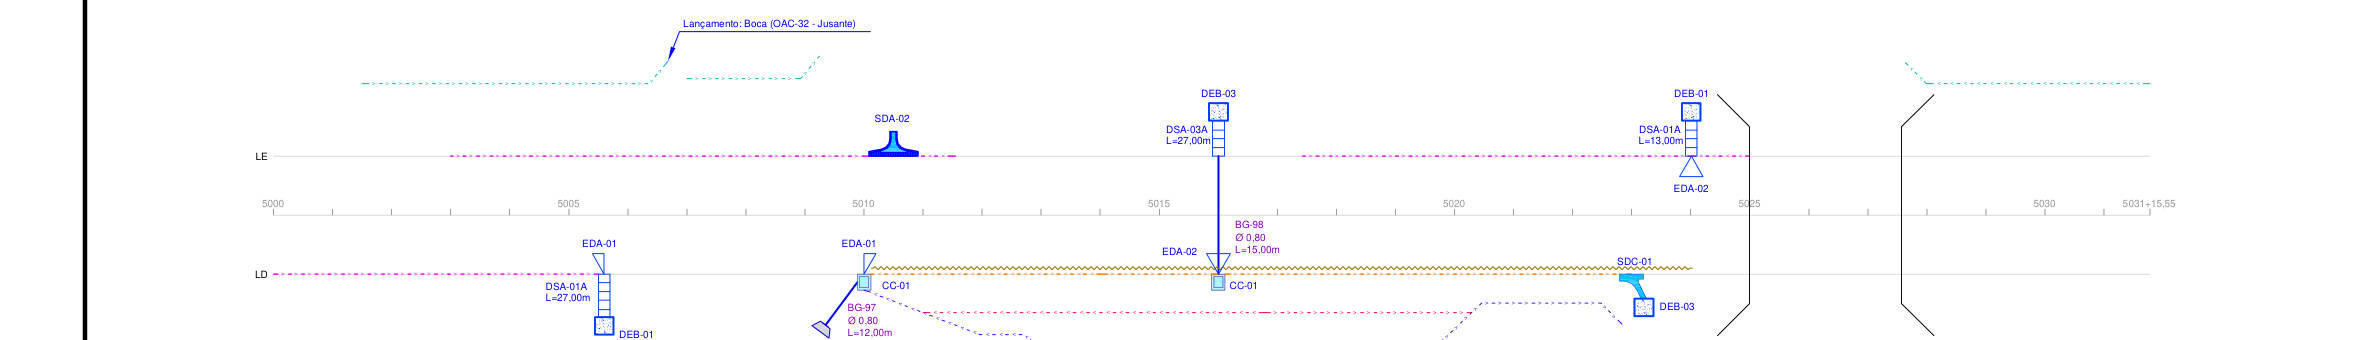 Lançamento: Boca (OAC-32 - Jusante)
DEB-03
DEB-01
SDA-02
DSA-03A
L=27,00m
DSA-01A
L=13,00m
LE
EDA-02
5000
5005
5010
5015
5020
5025
5030
5031+15,55
BG-98
Ø 0,80
L=15,00m
EDA-01
EDA-01
EDA-02
SDC-01
LD
DSA-01A
L=27,00m
CC-01
CC-01
BG-97
Ø 0,80
L=12,00m
DEB-03
DEB-01